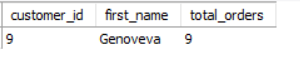 customer_id first_name total_orders
9 Genoveva 9